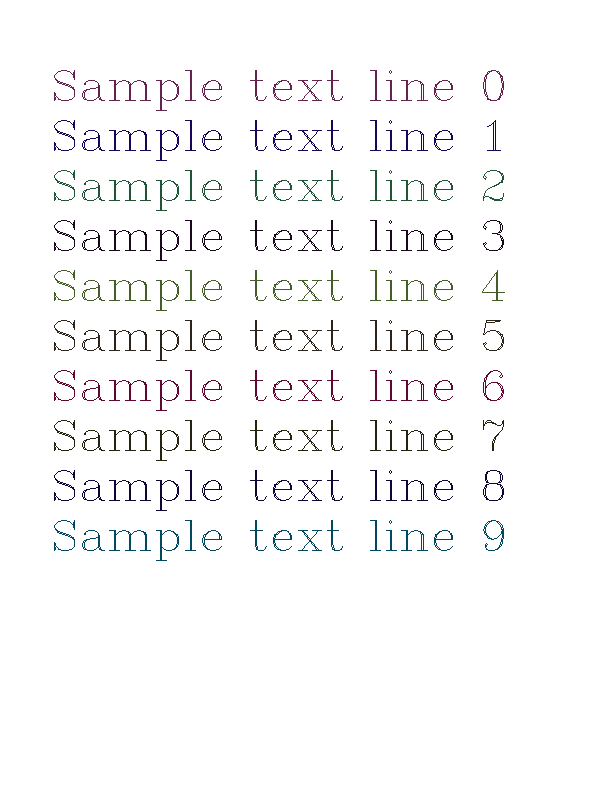 Sample text line 0
Sample text line 1
Sample text line 2
Sample text line 3
Sample text line 4
Sample text line 5
Sample text line 6
Sample text line 7
Sample text line 8
Sample text line 9